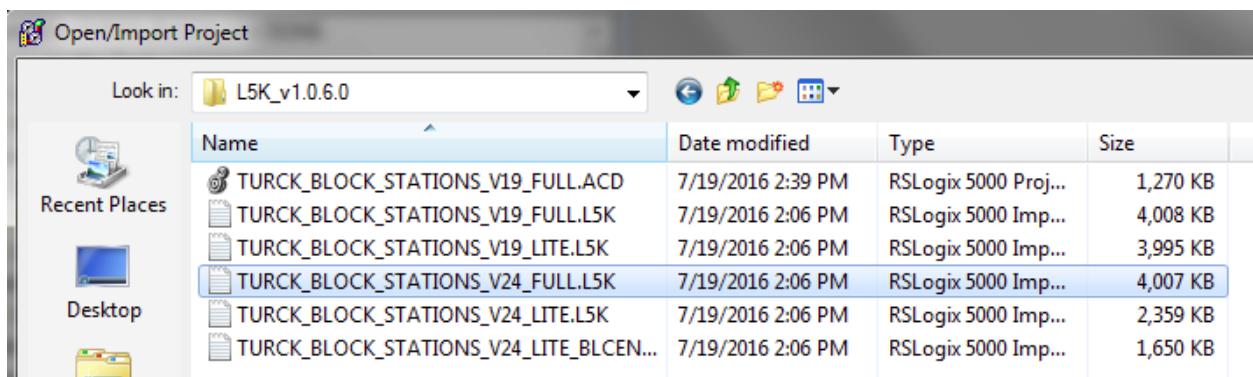 Open/Import Project
Look in: L5K_v1.0.6.0
Name Date modified Type Size
TURCK_BLOCK_STATIONS_V19_FULL.ACD 7/19/2016 2:39 PM RSLogix 5000 Proj... 1,270 KB
Recent Places
TURCK_BLOCK_STATIONS_V19_FULL.L5K 7/19/2016 2:06 PM RSLogix 5000 Imp... 4,008 KB
TURCK_BLOCK_STATIONS_V19_LITE.L5K 7/19/2016 2:06 PM RSLogix 5000 Imp... 3,995 KB
TURCK_BLOCK_STATIONS_V24_FULL.L5K 7/19/2016 2:06 PM RSLogix 5000 Imp... 4,007 KB
Desktop
TURCK_BLOCK_STATIONS_V24_LITE.L5K 7/19/2016 2:06 PM RSLogix 5000 Imp... 2,359 KB
TURCK_BLOCK_STATIONS_V24_LITE_BLCEN... 7/19/2016 2:06 PM RSLogix 5000 Imp... 1,650 KB